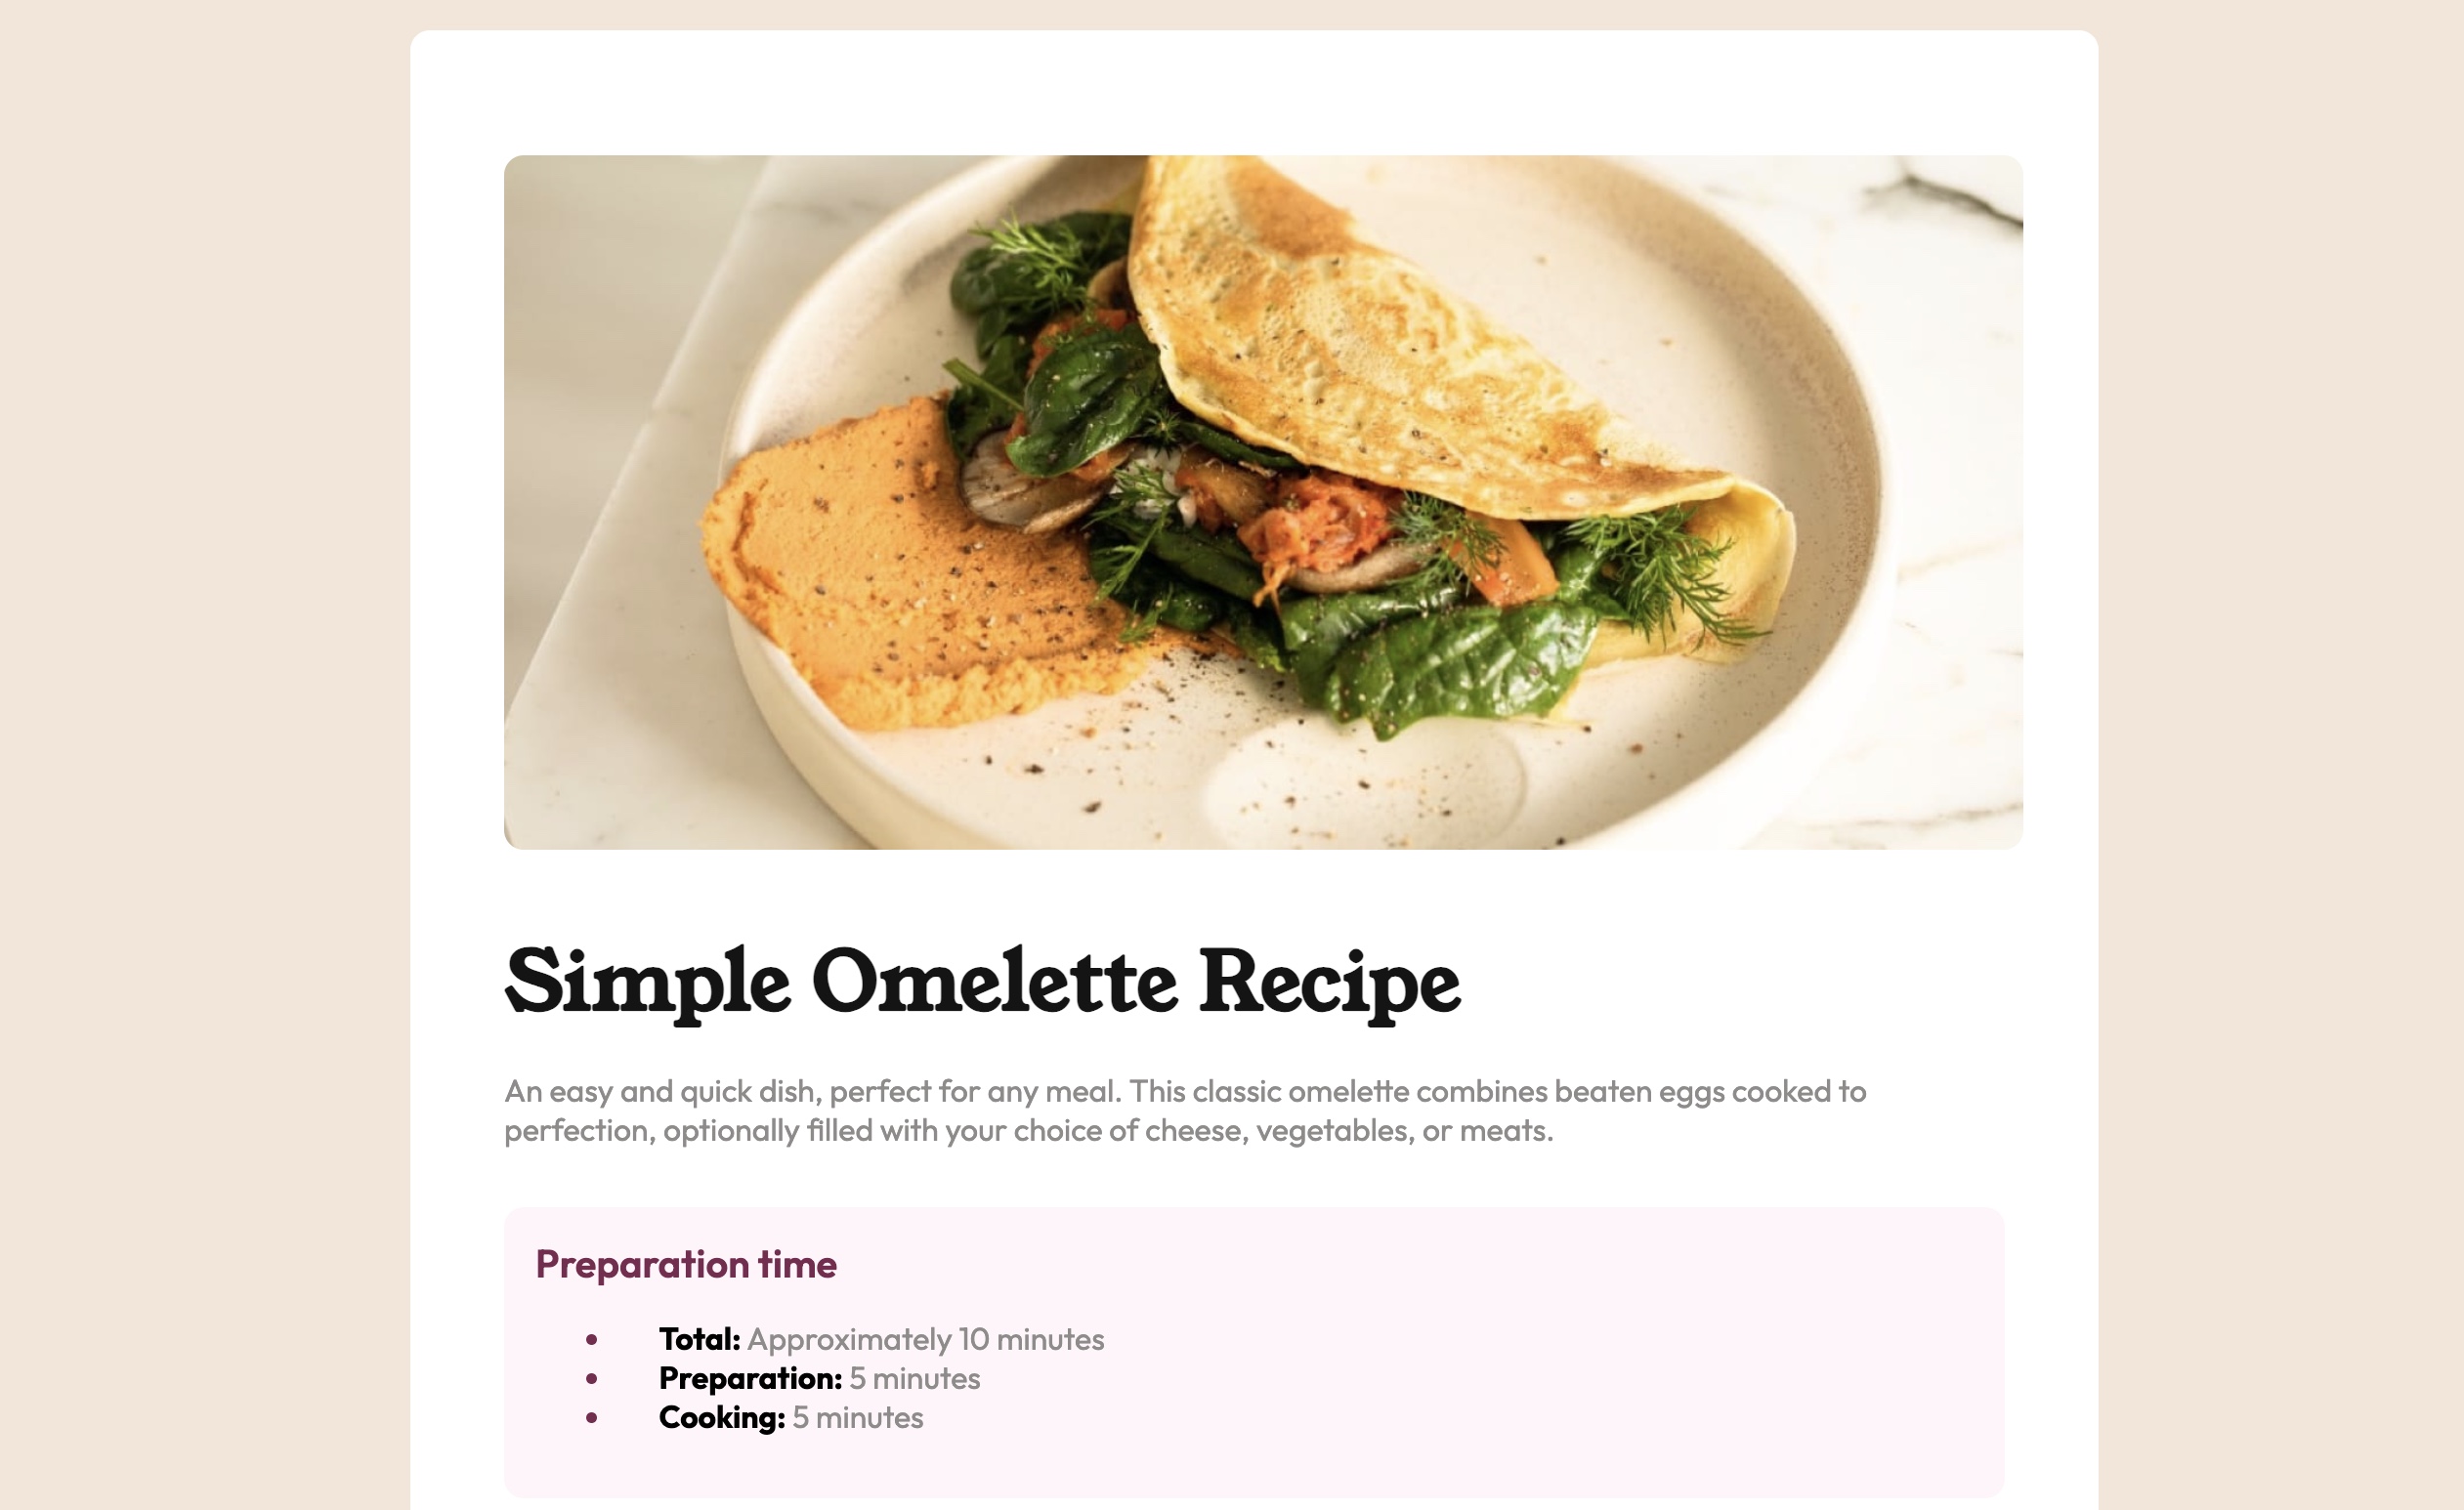 Simple Omelette Recipe
An easy and quick dish, perfect for any meal. This classic omelette combines beaten eggs cooked to
perfection, optionally filled with your choice of cheese, vegetables, or meats.
Preparation time
• Total: Approximately 10 minutes
• Preparation: 5 minutes
• Cooking: 5 minutes